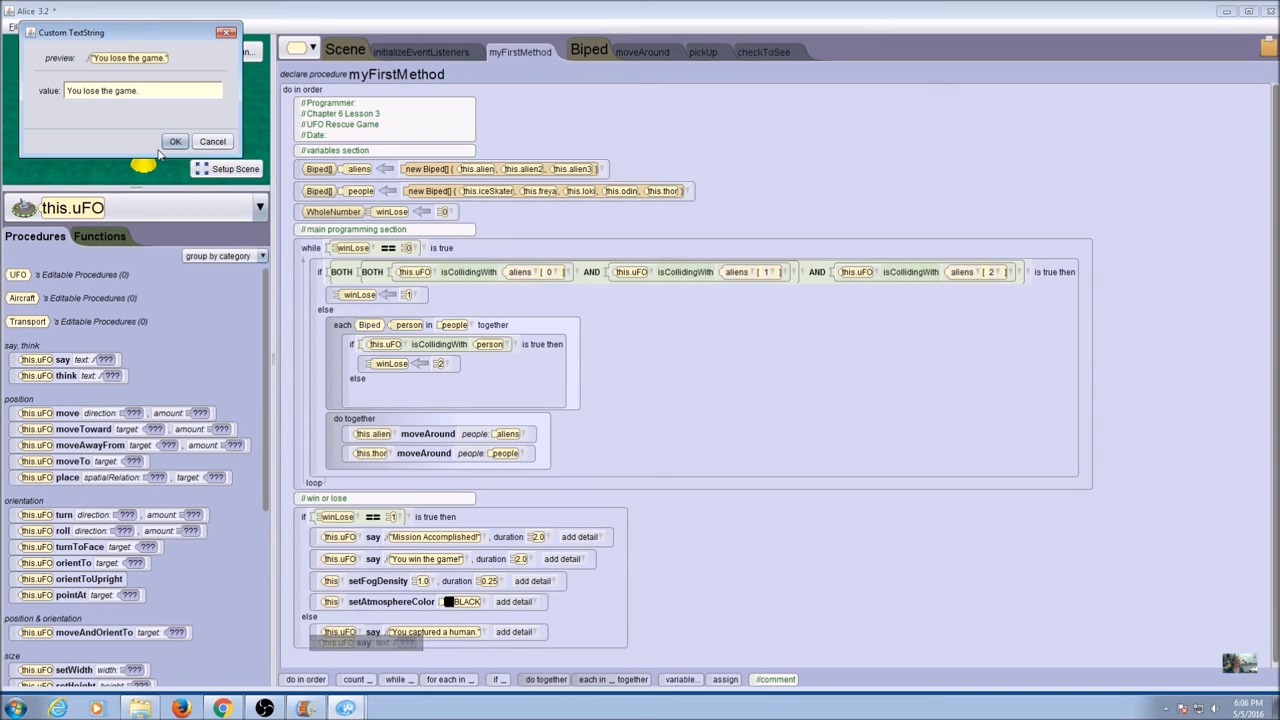 Alice 3.2 *
Custom TextString
preview: "You lose the game."
value: You lose the game.
OK Cancel
Setup Scene
this.uFO
Procedures Functions
group by category
UFO 's Editable Procedures (0)
Aircraft 's Editable Procedures (0)
Transport 's Editable Procedures (0)
say, think
this.uFO say text: ???
this.uFO think text: ???
position
this.uFO move direction: ??? , amount: ???
this.uFO moveToward target: ??? , amount: ???
this.uFO moveAwayFrom target: ??? , amount: ???
this.uFO moveTo target: ???
this.uFO place spatialRelation: ??? , target: ???
orientation
this.uFO turn direction: ??? , amount: ???
this.uFO roll direction: ??? , amount: ???
this.uFO turnToFace target: ???
this.uFO orientTo target: ???
this.uFO orientToUpright
this.uFO pointAt target: ???
position & orientation
this.uFO moveAndOrientTo target: ???
size
this.uFO setWidth width: ???
this.uFO setHeight height: ???
Scene initializeEventListeners myFirstMethod Biped moveAround pickUp checkToSee
declare procedure myFirstMethod
do in order
//Programmer:
//Chapter 6 Lesson 3
//UFO Rescue Game
//Date:
//variables section
Biped[] aliens new Biped[] { this.alien , this.alien2 , this.alien3 }
Biped[] people new Biped[] { this.iceSkater , this.freya , this.loki , this.odin , this.thor }
WholeNumber winLose 0
//main programming section
while winLose == 0 is true
if BOTH BOTH this.uFO isCollidingWith aliens [ 0 ] AND this.uFO isCollidingWith aliens [ 1 ] AND this.uFO isCollidingWith aliens [ 2 ] is true then
winLose 1
else
each Biped person in people together
if this.uFO isCollidingWith person is true then
winLose 2
else
do together
this.alien moveAround people: aliens
this.thor moveAround people: people
loop
//win or lose
if winLose == 1 is true then
this.uFO say "Mission Accomplished!" , duration 2.0 add detail
this.uFO say "You win the game!" , duration 2.0 add detail
this setFogDensity 1.0 , duration 0.25 add detail
this setAtmosphereColor BLACK add detail
else
this.uFO say "You captured a human." add detail
this.uFO say text: ???
do in order count _ while _ for each in _ if _ do together each in _ together variable... assign //comment
6:06 PM
5/5/2016